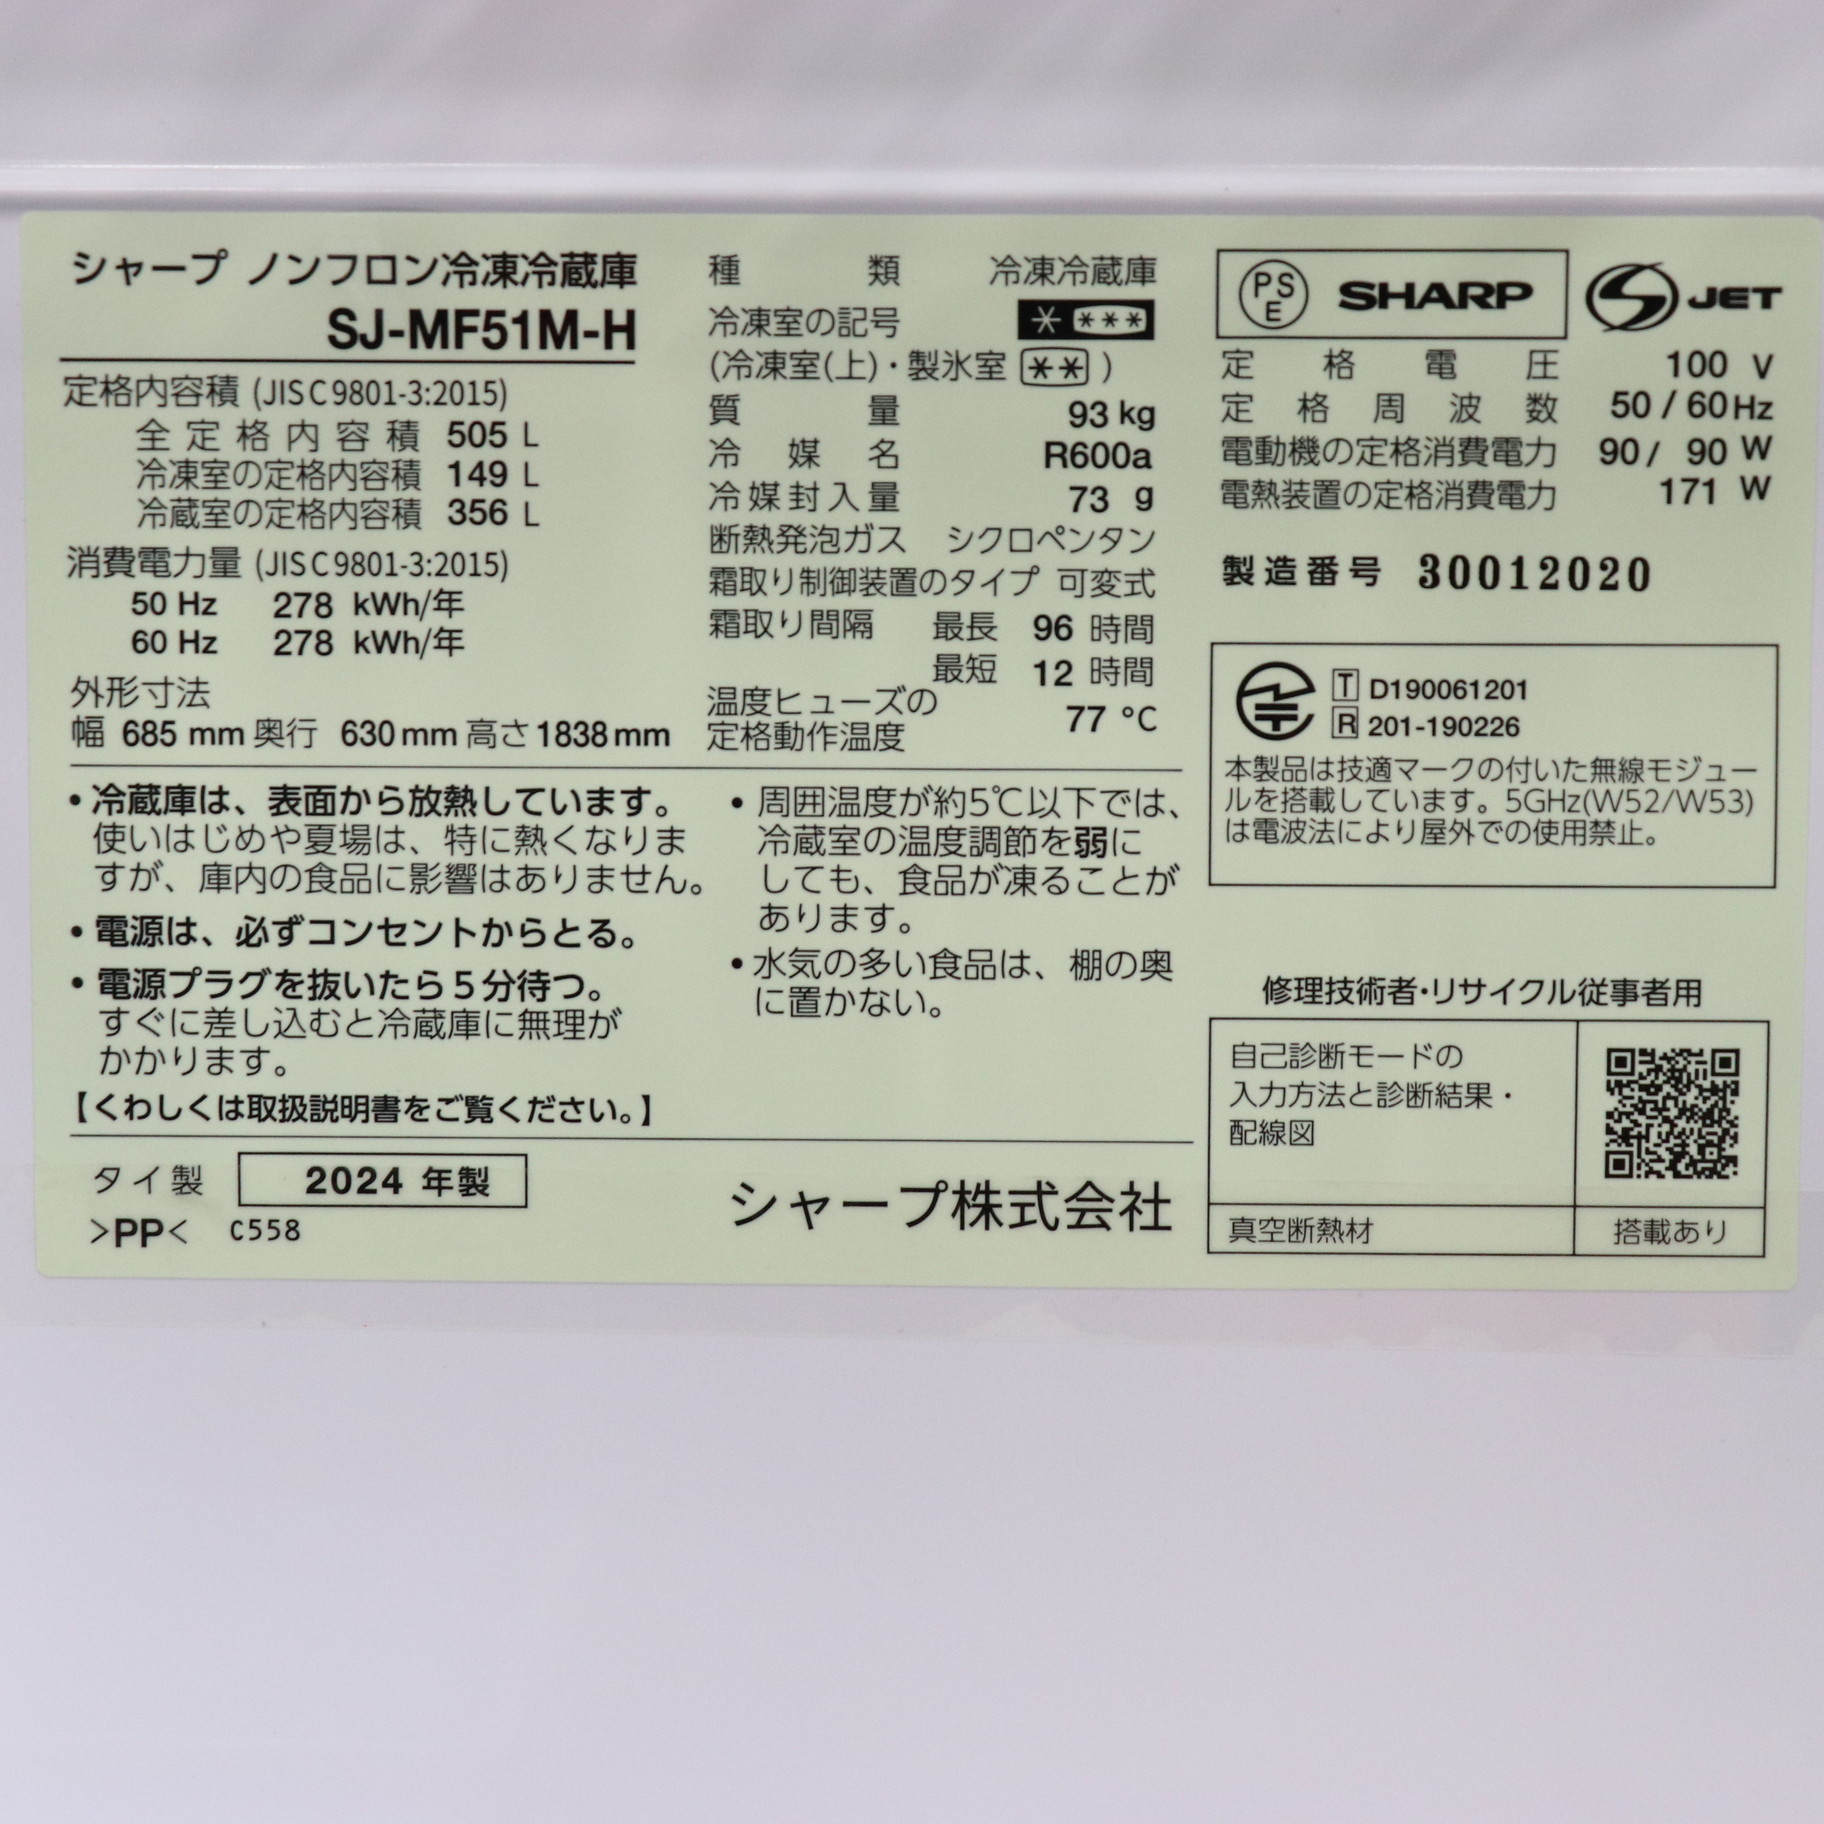 シャープ ノンフロン冷凍冷蔵庫
SJ-MF51M-H
定格内容積 (JIS C 9801-3:2015)
全定格内容積 505 L
冷凍室の定格内容積 149 L
冷蔵室の定格内容積 356 L
消費電力量 (JIS C 9801-3:2015)
50 Hz 278 kWh/年
60 Hz 278 kWh/年
外形寸法
幅 685 mm 奥行 630 mm 高さ 1838 mm
種類 冷凍冷蔵庫
冷凍室の記号 * ***
(冷凍室(上)・製氷室 ** )
質量 93 kg
冷媒名 R600a
冷媒封入量 73 g
断熱発泡ガス シクロペンタン
霜取り制御装置のタイプ 可変式
霜取り間隔 最長 96 時間
最短 12 時間
温度ヒューズの
定格動作温度 77 ℃
PSE SHARP JET
定格電圧 100 V
定格周波数 50 / 60 Hz
電動機の定格消費電力 90 / 90 W
電熱装置の定格消費電力 171 W
製造番号 30012020
T D190061201
R 201-190226
本製品は技適マークの付いた無線モジュー
ルを搭載しています。5GHz(W52/W53)
は電波法により屋外での使用禁止。
・冷蔵庫は、表面から放熱しています。
使いはじめや夏場は、特に熱くなりま
すが、庫内の食品に影響はありません。
・電源は、必ずコンセントからとる。
・電源プラグを抜いたら5分待つ。
すぐに差し込むと冷蔵庫に無理が
かかります。
【くわしくは取扱説明書をご覧ください。】
・周囲温度が約5℃以下では、
冷蔵室の温度調節を弱に
しても、食品が凍ることが
あります。
・水気の多い食品は、棚の奥
に置かない。
修理技術者・リサイクル従事者用
自己診断モードの
入力方法と診断結果・
配線図
真空断熱材 搭載あり
タイ製 2024 年製
>PP< C558
シャープ株式会社